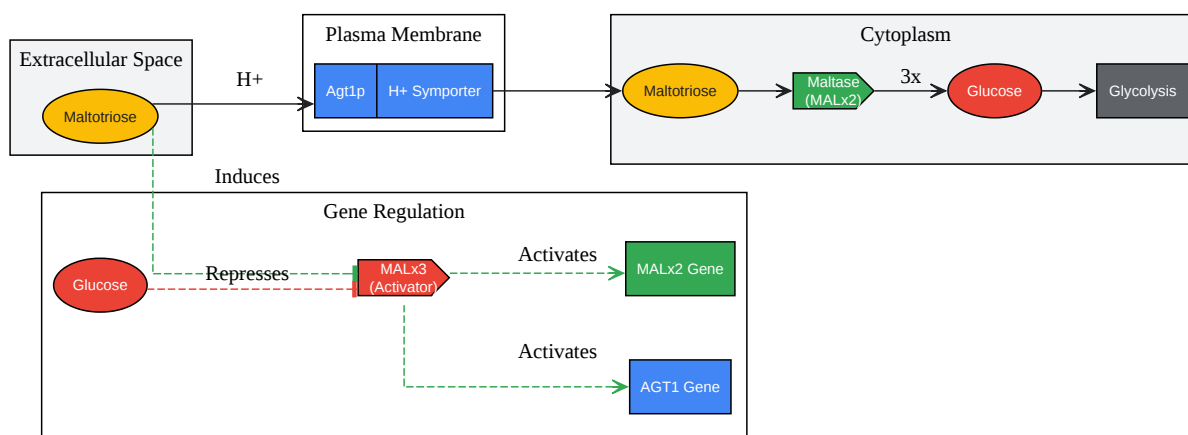 Extracellular Space
Maltotriose
H+
Plasma Membrane
Agt1p
H+ Symporter
Cytoplasm
Maltotriose
Maltase
(MALx2)
3x
Glucose
Glycolysis
Induces
Gene Regulation
Glucose
Represses
MALx3
(Activator)
Activates
MALx2 Gene
Activates
AGT1 Gene